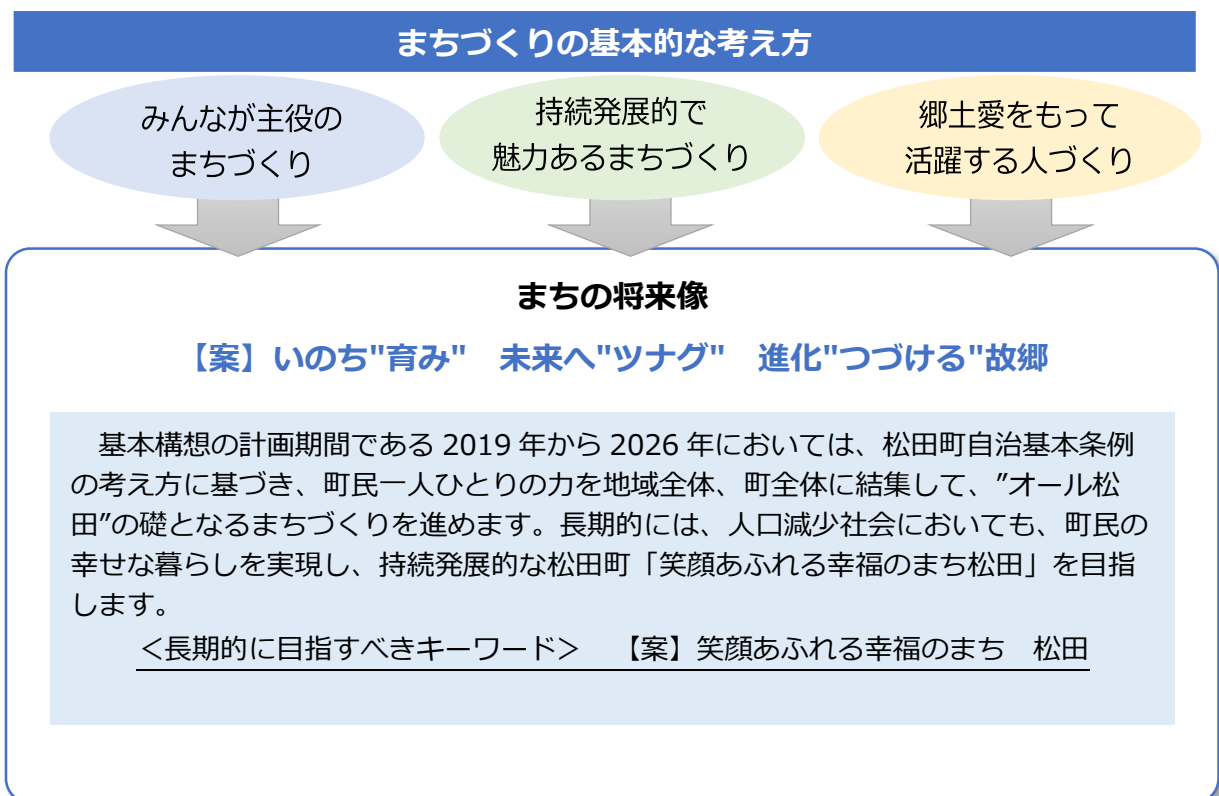 まちづくりの基本的な考え方
みんなが主役の
まちづくり
持続発展的で
魅力あるまちづくり
郷土愛をもって
活躍する人づくり
まちの将来像
【案】いのち"育み"　未来へ"ツナグ"　進化"つづける"故郷
基本構想の計画期間である 2019 年から 2026 年においては、松田町自治基本条例
の考え方に基づき、町民一人ひとりの力を地域全体、町全体に結集して、”オール松
田”の礎となるまちづくりを進めます。長期的には、人口減少社会においても、町民の
幸せな暮らしを実現し、持続発展的な松田町「笑顔あふれる幸福のまち松田」を目指
します。
＜長期的に目指すべきキーワード＞　【案】笑顔あふれる幸福のまち　松田